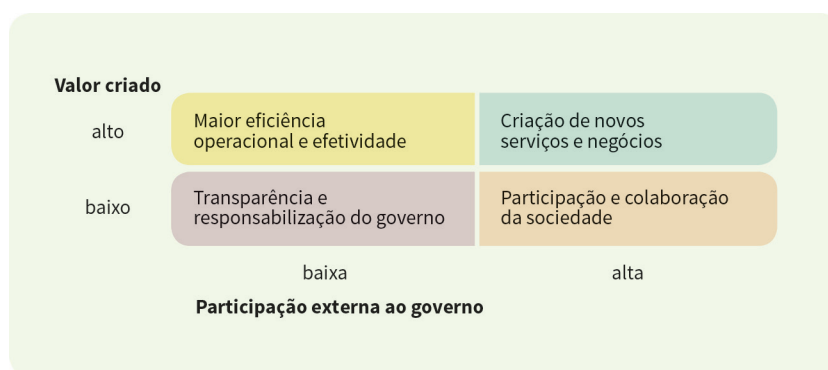 Valor criado
alto
Maior eficiência
operacional e efetividade
Criação de novos
serviços e negócios
baixo
Transparência e
responsabilização do governo
Participação e colaboração
da sociedade
baixa
alta
Participação externa ao governo